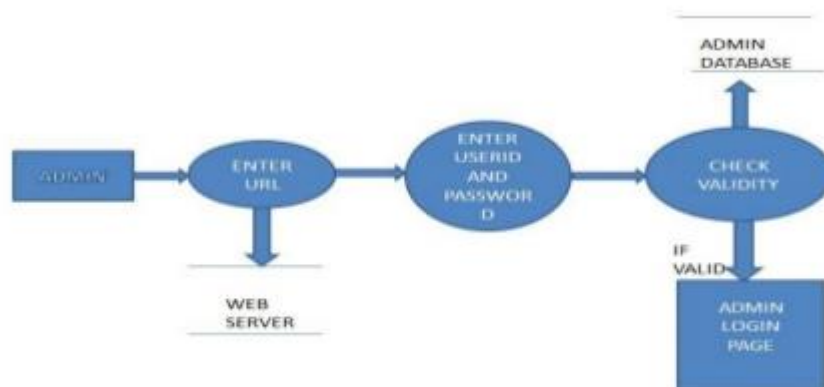 ADMIN
ENTER
URL
WEB
SERVER
ENTER
USERID
AND
PASSWOR
D
CHECK
VALIDITY
ADMIN
DATABASE
IF
VALID
ADMIN
LOGIN
PAGE